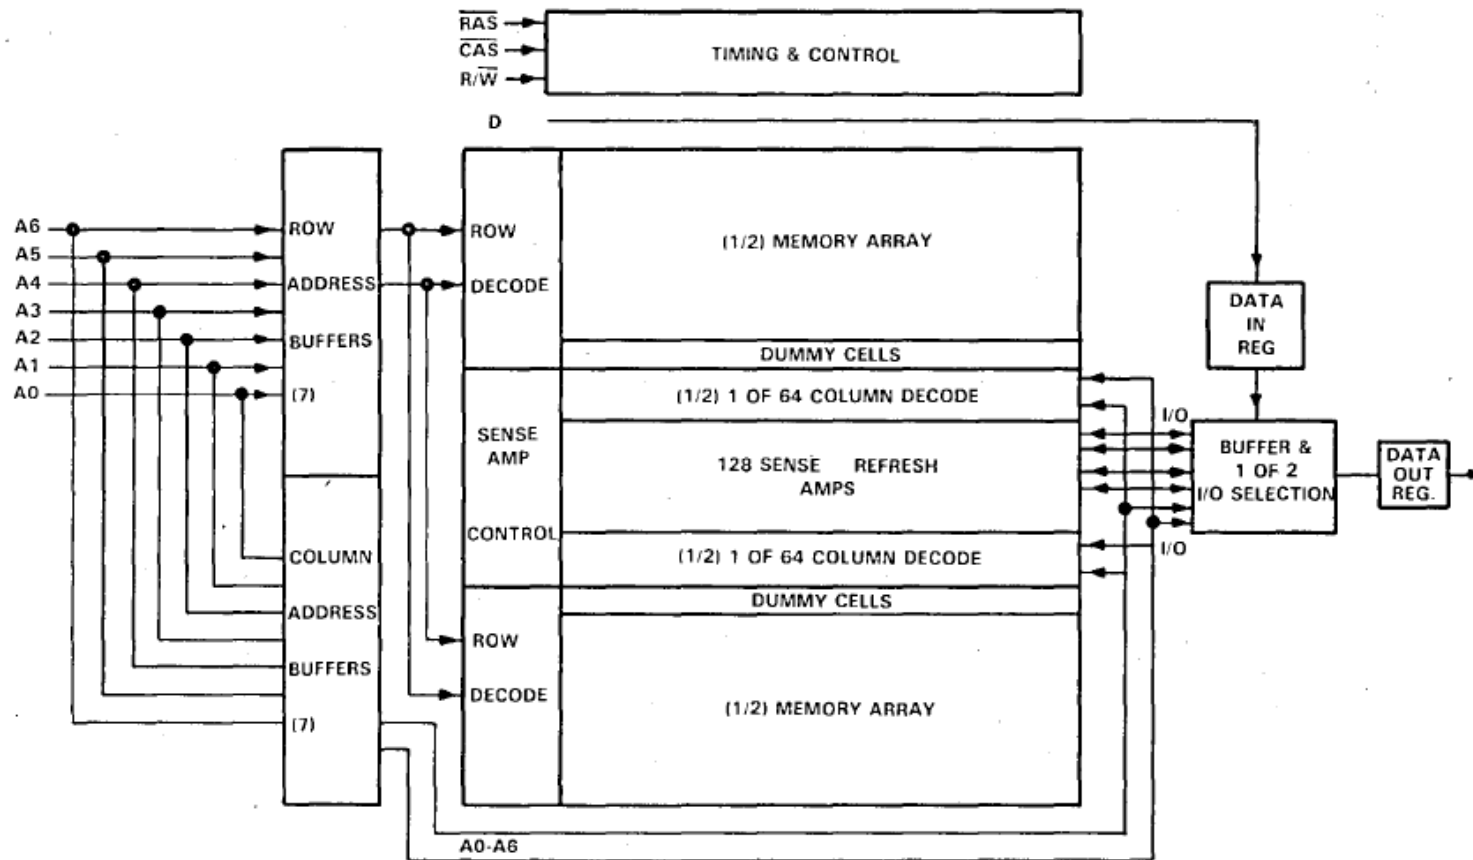 R̅A̅S̅
C̅A̅S̅
R/W̅
TIMING & CONTROL
D
A6
A5
A4
A3
A2
A1
A0
ROW
ADDRESS
BUFFERS
(7)
COLUMN
ADDRESS
BUFFERS
(7)
ROW
DECODE
SENSE
AMP
CONTROL
ROW
DECODE
(1/2) MEMORY ARRAY
DUMMY CELLS
(1/2) 1 OF 64 COLUMN DECODE
128 SENSE REFRESH
AMPS
(1/2) 1 OF 64 COLUMN DECODE
DUMMY CELLS
(1/2) MEMORY ARRAY
A0-A6
DATA
IN
REG
I/O
BUFFER &
1 OF 2
I/O SELECTION
I/O
DATA
OUT
REG.